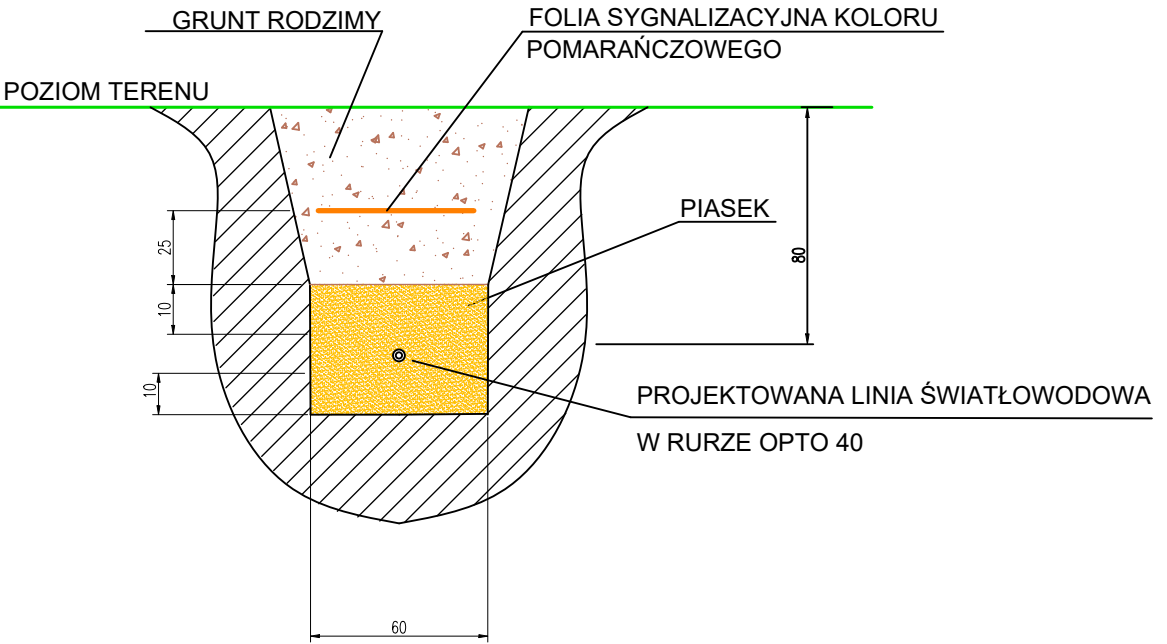 GRUNT RODZIMY
FOLIA SYGNALIZACYJNA KOLORU
POMARAŃCZOWEGO
POZIOM TERENU
PIASEK
25
80
10
10
PROJEKTOWANA LINIA ŚWIATŁOWODOWA
W RURZE OPTO 40
60